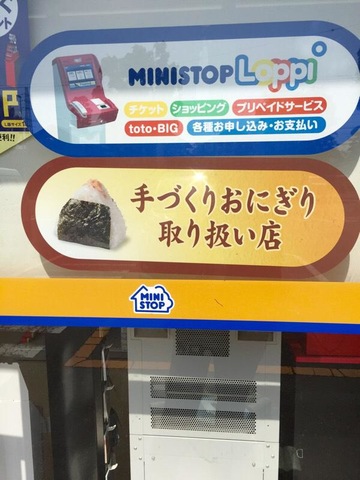 MINISTOP Loppi
チケット ショッピング プリペイドサービス
toto・BIG 各種お申し込み・お支払い
手づくりおにぎり
取り扱い店
MINI
STOP